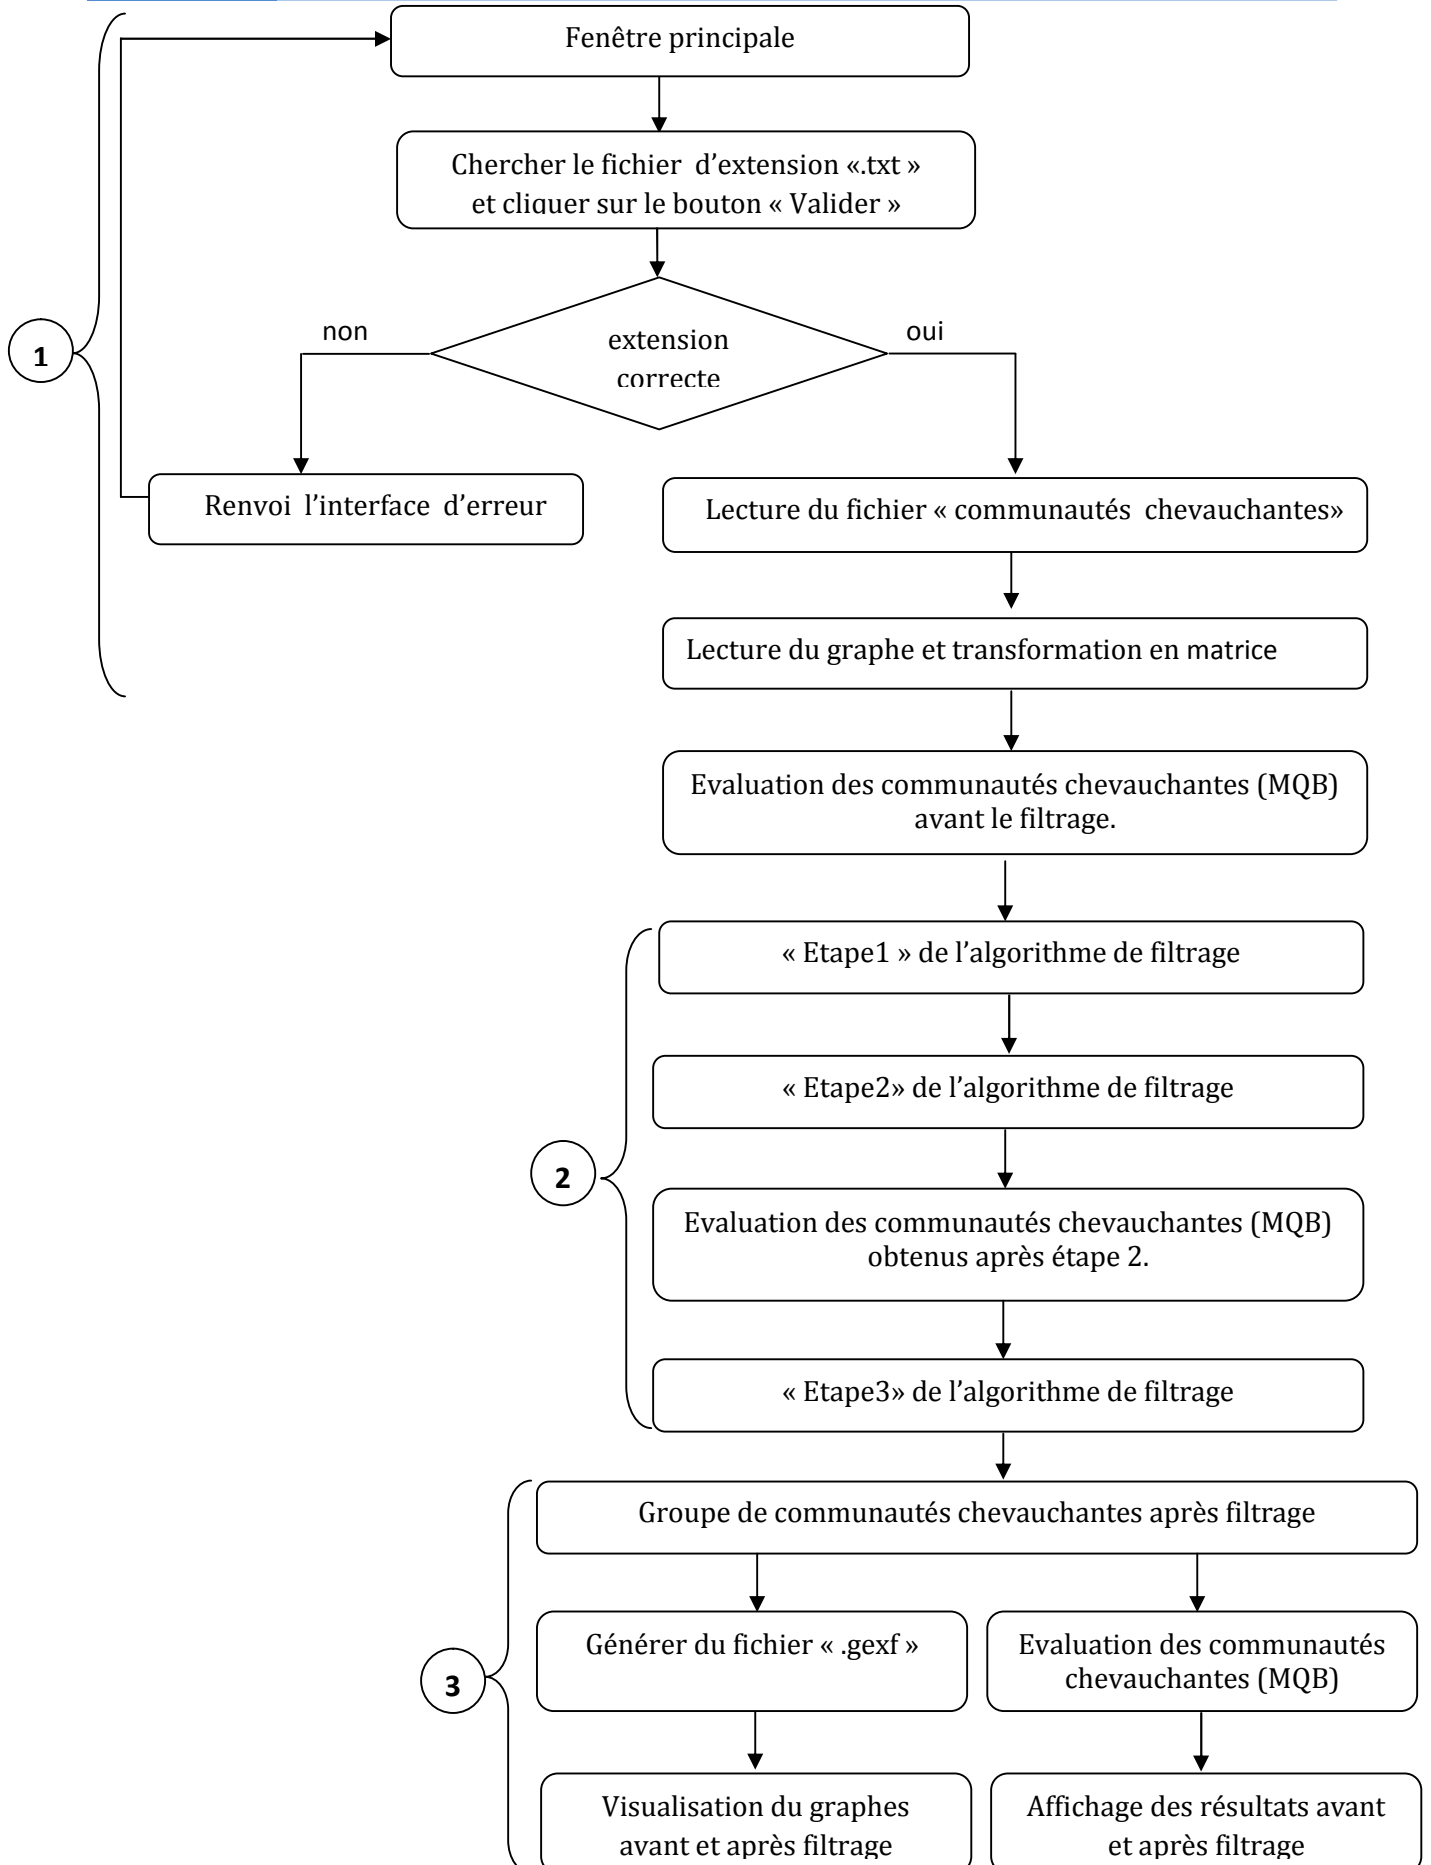 Fenêtre principale
Chercher le fichier d’extension «.txt »
et cliquer sur le bouton « Valider »
non
oui
extension
correcte
1
Renvoi l’interface d’erreur
Lecture du fichier « communautés chevauchantes»
Lecture du graphe et transformation en matrice
Evaluation des communautés chevauchantes (MQB)
avant le filtrage.
« Etape1 » de l’algorithme de filtrage
« Etape2» de l’algorithme de filtrage
2
Evaluation des communautés chevauchantes (MQB)
obtenus après étape 2.
« Etape3» de l’algorithme de filtrage
Groupe de communautés chevauchantes après filtrage
3
Générer du fichier « .gexf »
Evaluation des communautés
chevauchantes (MQB)
Visualisation du graphes
avant et après filtrage
Affichage des résultats avant
et après filtrage